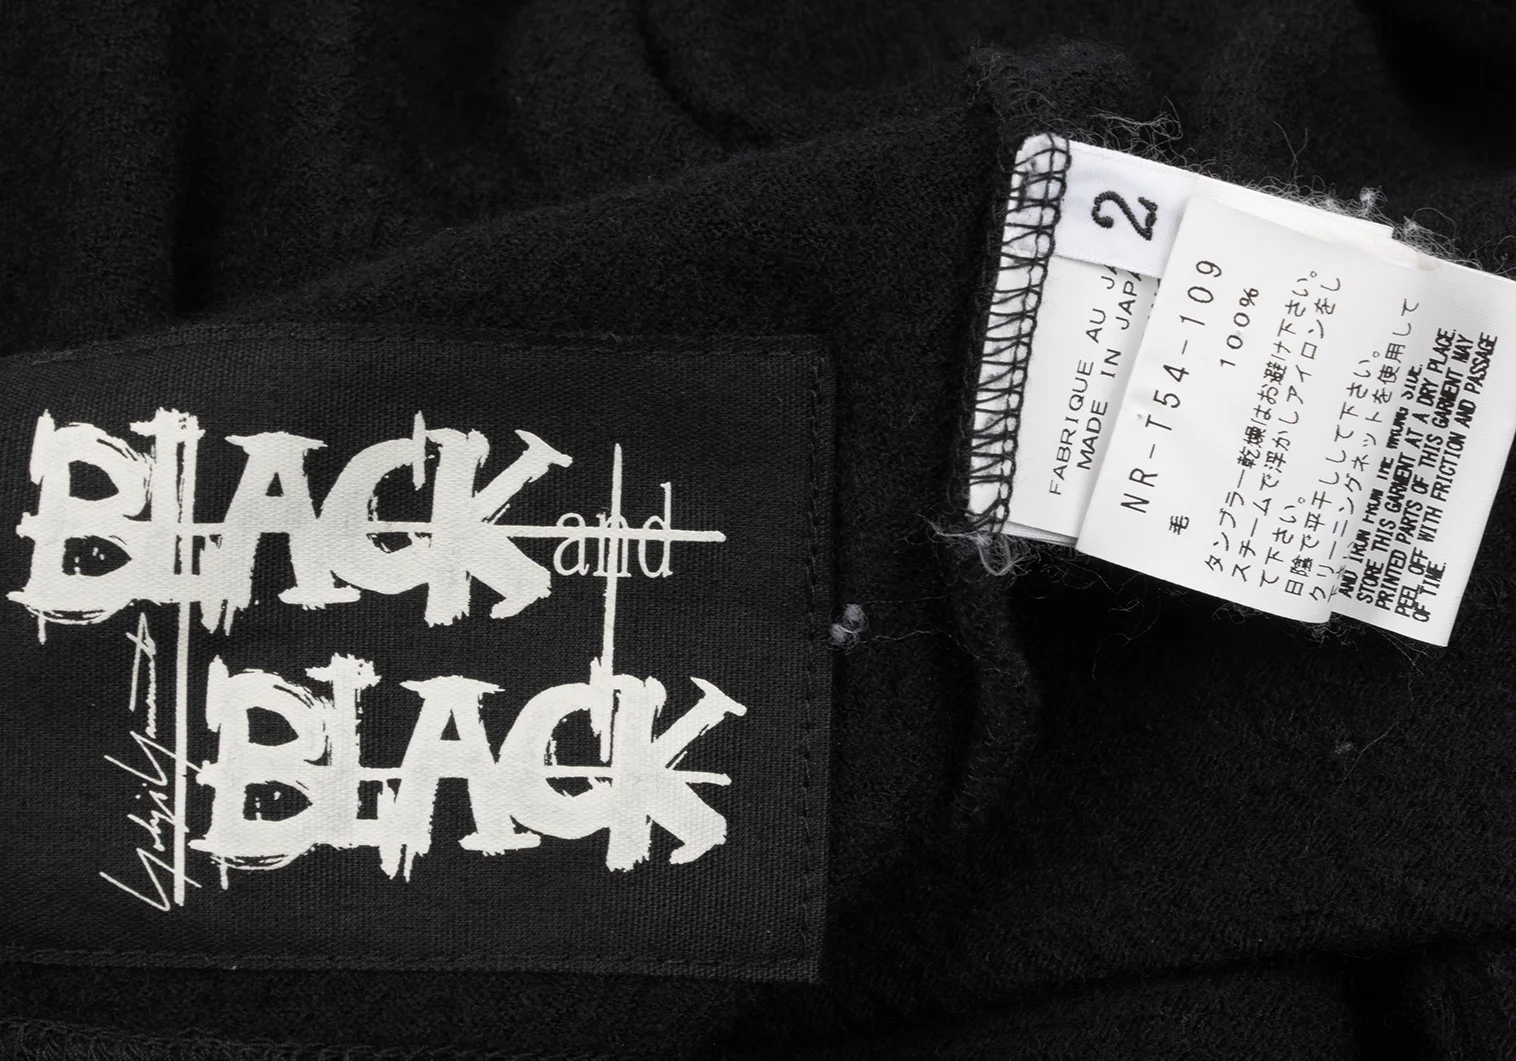 BLACK and
BLACK
Yohji Yamamoto
2
FABRIQUE AU
MADE IN JAPA
NR-T54-109
毛 100%
タンブラー乾燥はお避け下さい。
スチームで浮かしアイロンをし
て下さい。
日陰で平干しして下さい。
クリーニングネットを使用して
AND IRON FROM THE WRONG SIDE.
STORE THIS GARMENT AT A DRY PLACE.
PRINTED PARTS OF THIS GARMENT MAY
PEEL OFF WITH FRICTION AND PASSAGE
OF TIME.